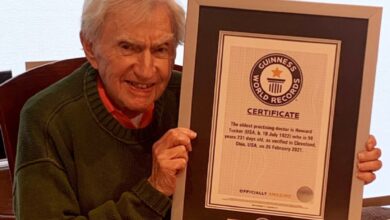 GUINNESS
WORLD
RECORDS
CERTIFICATE
The oldest practising doctor is Howard
Tucker (USA, b. 10 July 1922) who is 98
years 231 days old, as verified in Cleveland,
Ohio, USA, on 26 February 2021.
OFFICIALLY AMAZING